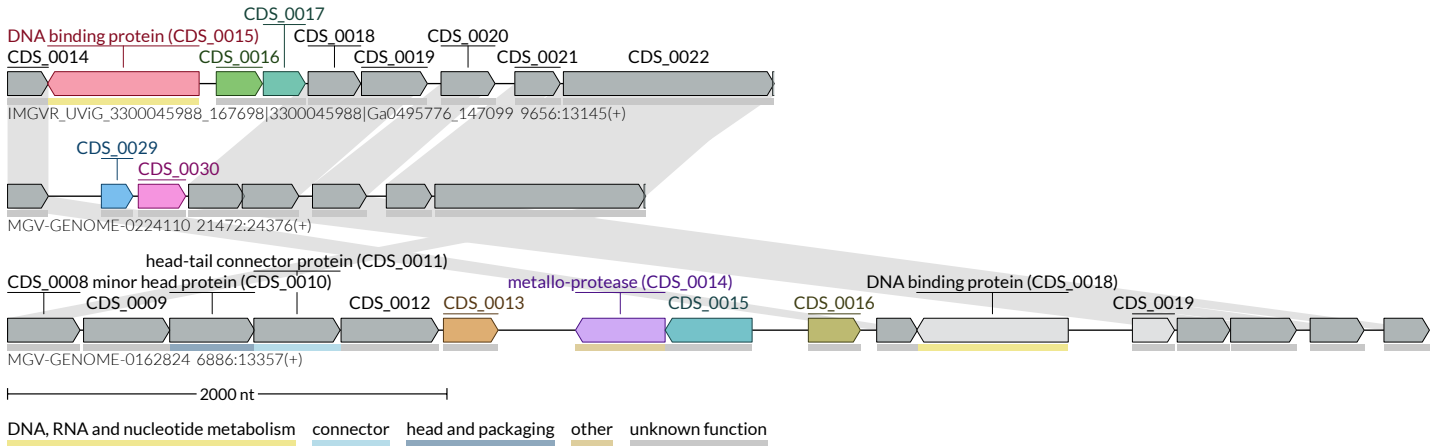 CDS_0017
DNA binding protein (CDS_0015) CDS_0018 CDS_0020
CDS_0014 CDS_0016 CDS_0019 CDS_0021 CDS_0022
IMGVR_UViG_3300045988_167698|3300045988|Ga0495776_147099 9656:13145(+)
CDS_0029
CDS_0030
MGV-GENOME-0224110 21472:24376(+)
head-tail connector protein (CDS_0011)
CDS_0008 minor head protein (CDS_0010) metallo-protease (CDS_0014) DNA binding protein (CDS_0018)
CDS_0009 CDS_0012 CDS_0013 CDS_0015 CDS_0016 CDS_0019
MGV-GENOME-0162824 6886:13357(+)
2000 nt
DNA, RNA and nucleotide metabolism connector head and packaging other unknown function